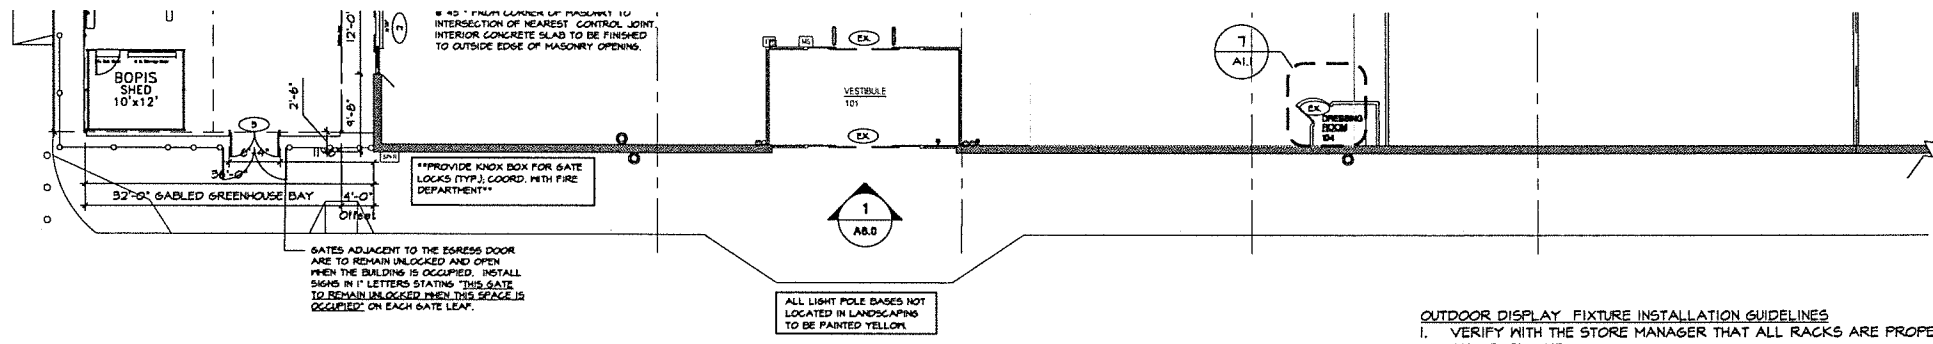 @ 45° FROM CORNER OF MASONRY TO
INTERSECTION OF NEAREST CONTROL JOINT.
INTERIOR CONCRETE SLAB TO BE FINISHED
TO OUTSIDE EDGE OF MASONRY OPENING.
12'-0"
2
BOPIS
SHED
10'x12'
2'-6"
9'-8"
3
6'-4"
36'-0"
32'-0" GABLED GREENHOUSE BAY
4'-0"
Offset
**PROVIDE KNOX BOX FOR GATE
LOCKS (TYP.); COORD. WITH FIRE
DEPARTMENT**
GATES ADJACENT TO THE EGRESS DOOR
ARE TO REMAIN UNLOCKED AND OPEN
WHEN THE BUILDING IS OCCUPIED. INSTALL
SIGNS IN 1" LETTERS STATING "THIS GATE
TO REMAIN UNLOCKED WHEN THIS SPACE IS
OCCUPIED" ON EACH GATE LEAF.
EX.
VESTIBULE
101
EX.
1
A8.0
ALL LIGHT POLE BASES NOT
LOCATED IN LANDSCAPING
TO BE PAINTED YELLOW.
7
A1.1
EX.
DRESSING
ROOM
104
OUTDOOR DISPLAY FIXTURE INSTALLATION GUIDELINES
1. VERIFY WITH THE STORE MANAGER THAT ALL RACKS ARE PROPE